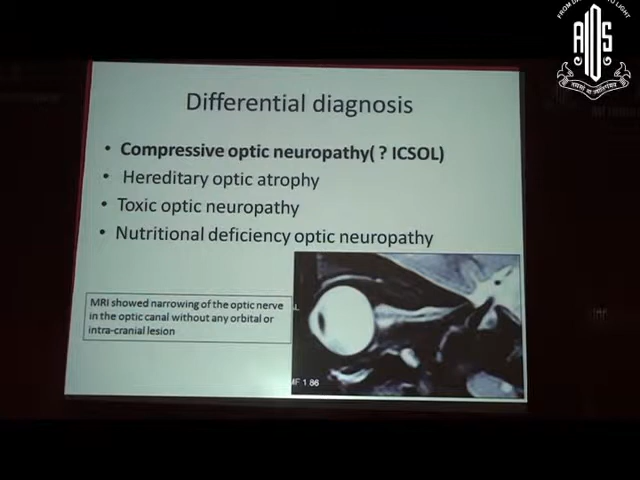 AIOS
Differential diagnosis
• Compressive optic neuropathy( ? ICSOL)
• Hereditary optic atrophy
• Toxic optic neuropathy
• Nutritional deficiency optic neuropathy
MRI showed narrowing of the optic nerve
in the optic canal without any orbital or
intra-cranial lesion
MF 1 86